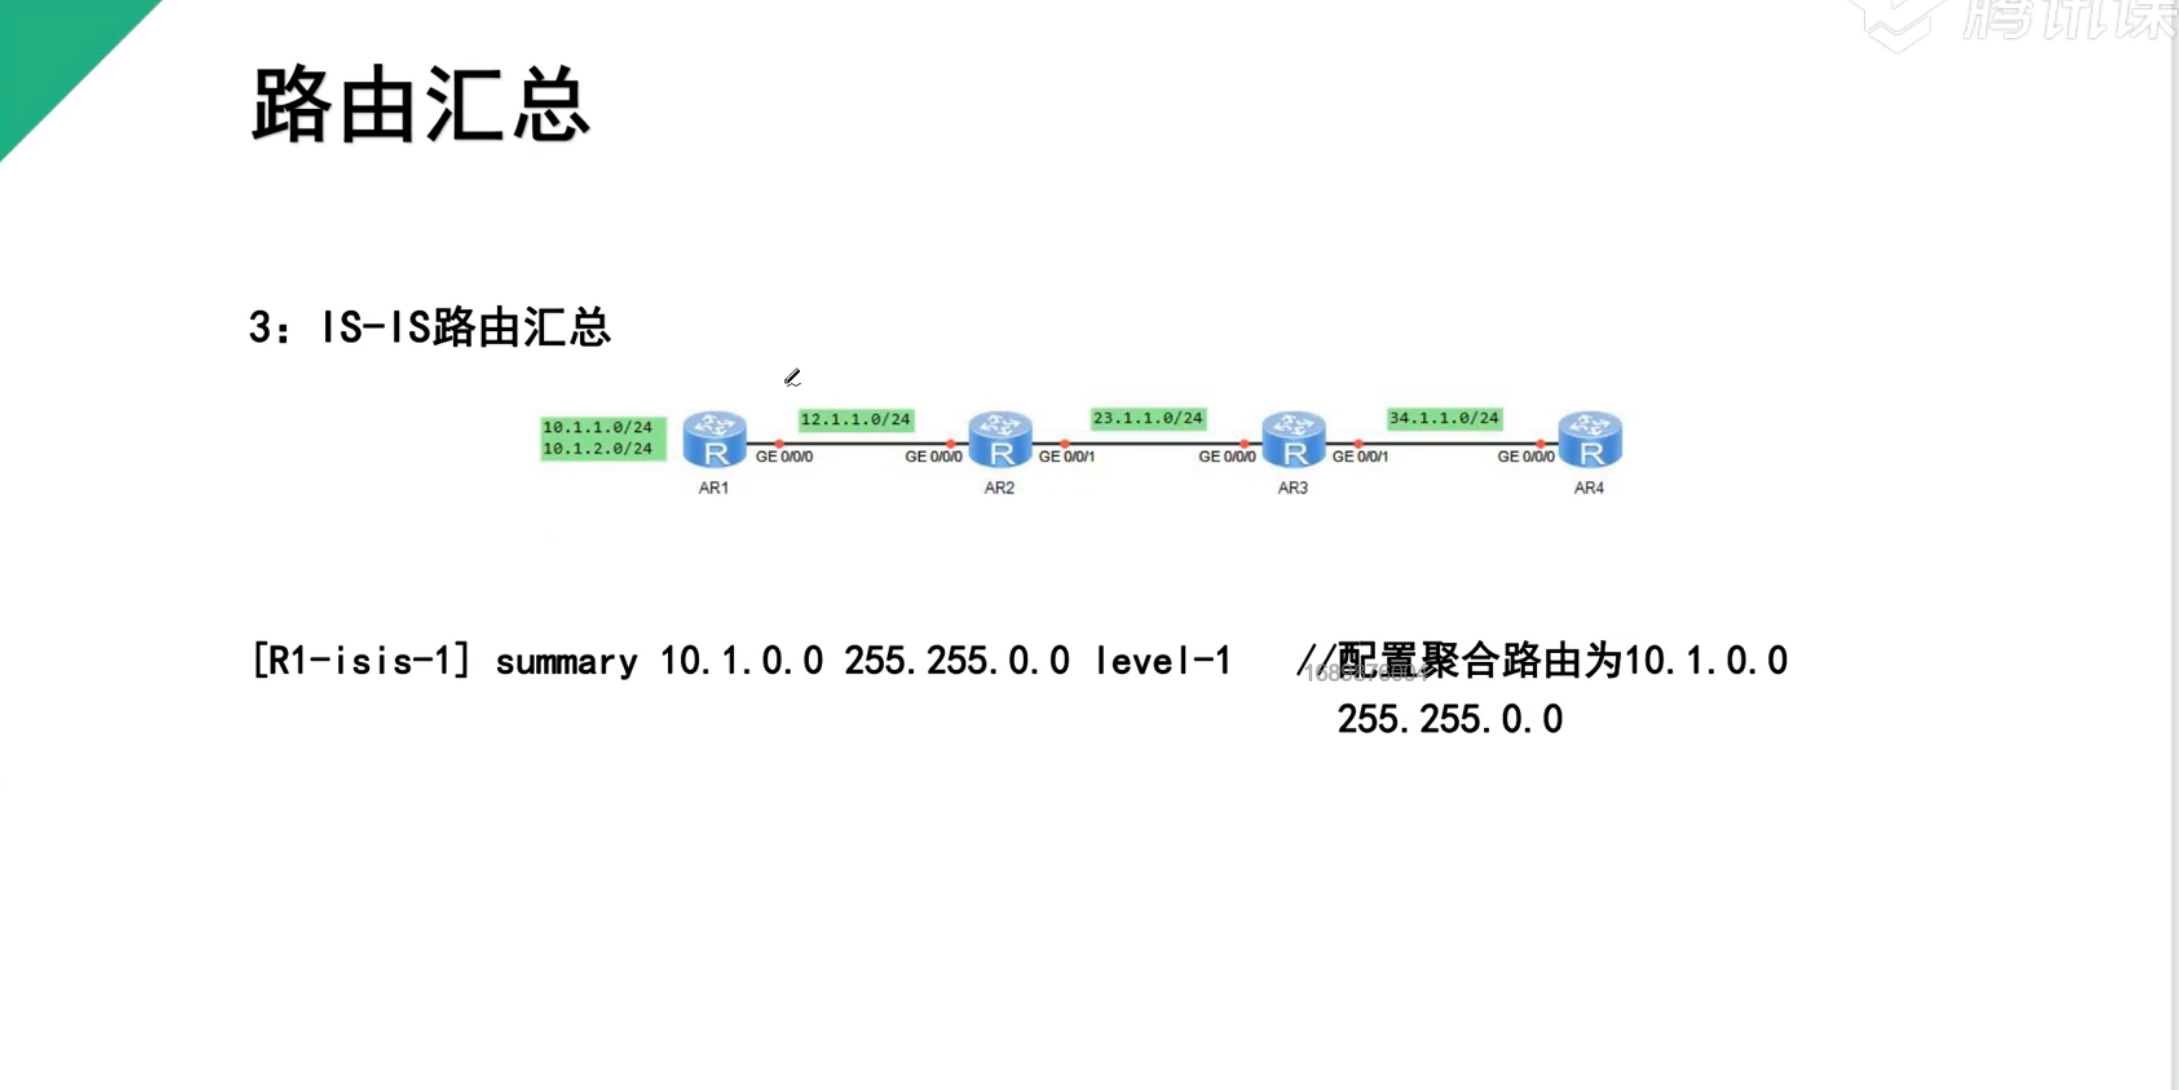 腾讯课
路由汇总
3：IS-IS路由汇总
10.1.1.0/24
10.1.2.0/24
12.1.1.0/24
23.1.1.0/24
34.1.1.0/24
R
R
R
R
GE 0/0/0
GE 0/0/0
GE 0/0/1
GE 0/0/0
GE 0/0/1
GE 0/0/0
AR1
AR2
AR3
AR4
[R1-isis-1] summary 10.1.0.0 255.255.0.0 level-1 //配置聚合路由为10.1.0.0
255.255.0.0